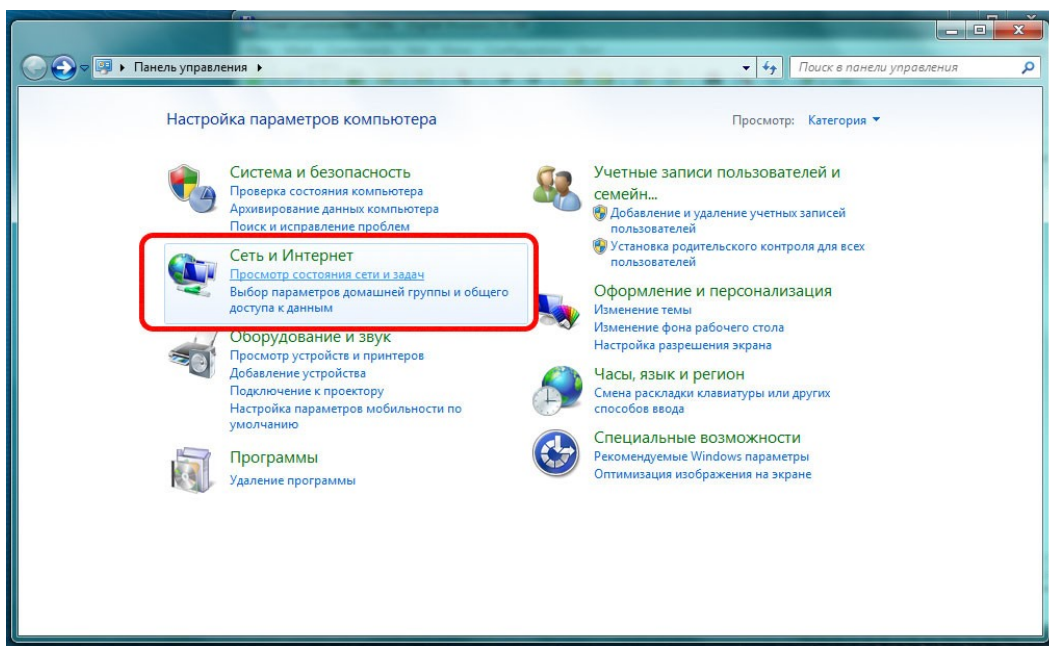 Панель управления
Поиск в панели управления
Настройка параметров компьютера
Просмотр: Категория
Система и безопасность
Проверка состояния компьютера
Архивирование данных компьютера
Поиск и исправление проблем
Сеть и Интернет
Просмотр состояния сети и задач
Выбор параметров домашней группы и общего
доступа к данным
Оборудование и звук
Просмотр устройств и принтеров
Добавление устройства
Подключение к проектору
Настройка параметров мобильности по
умолчанию
Программы
Удаление программы
Учетные записи пользователей и
семейн...
Добавление и удаление учетных записей
пользователей
Установка родительского контроля для всех
пользователей
Оформление и персонализация
Изменение темы
Изменение фона рабочего стола
Настройка разрешения экрана
Часы, язык и регион
Смена раскладки клавиатуры или других
способов ввода
Специальные возможности
Рекомендуемые Windows параметры
Оптимизация изображения на экране